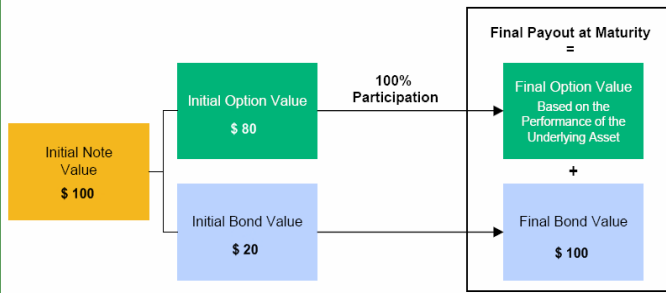 Final Payout at Maturity
=
100%
Participation
Initial Option Value
$ 80
Final Option Value
Based on the
Performance of the
Underlying Asset
Initial Note
Value
$ 100
+
Initial Bond Value
$ 20
Final Bond Value
$ 100